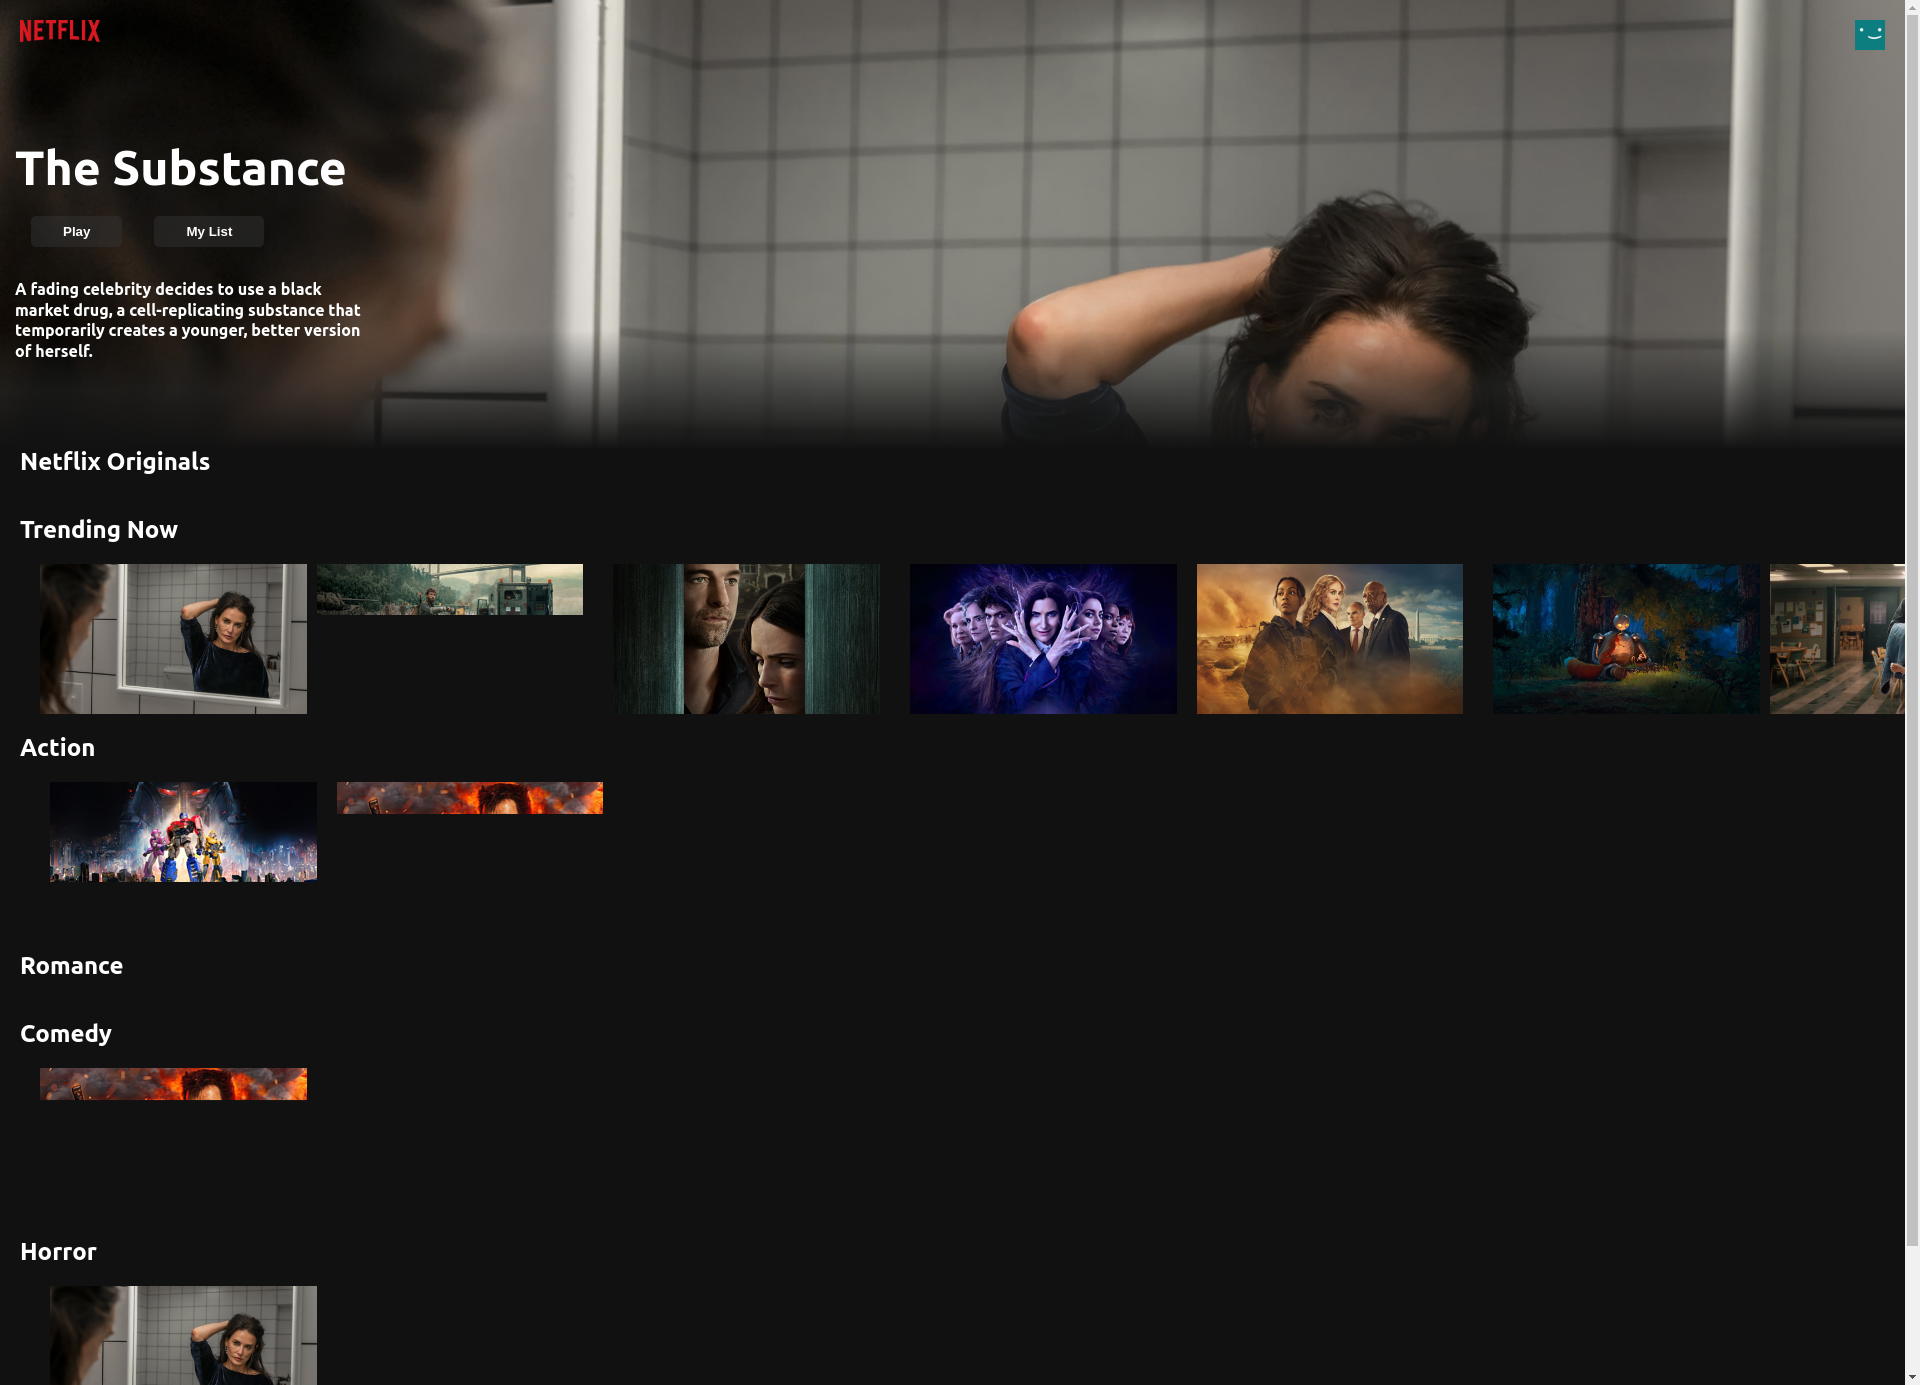 NETFLIX
The Substance
Play
My List
A fading celebrity decides to use a black
market drug, a cell-replicating substance that
temporarily creates a younger, better version
of herself.
Netflix Originals
Trending Now
Action
Romance
Comedy
Horror